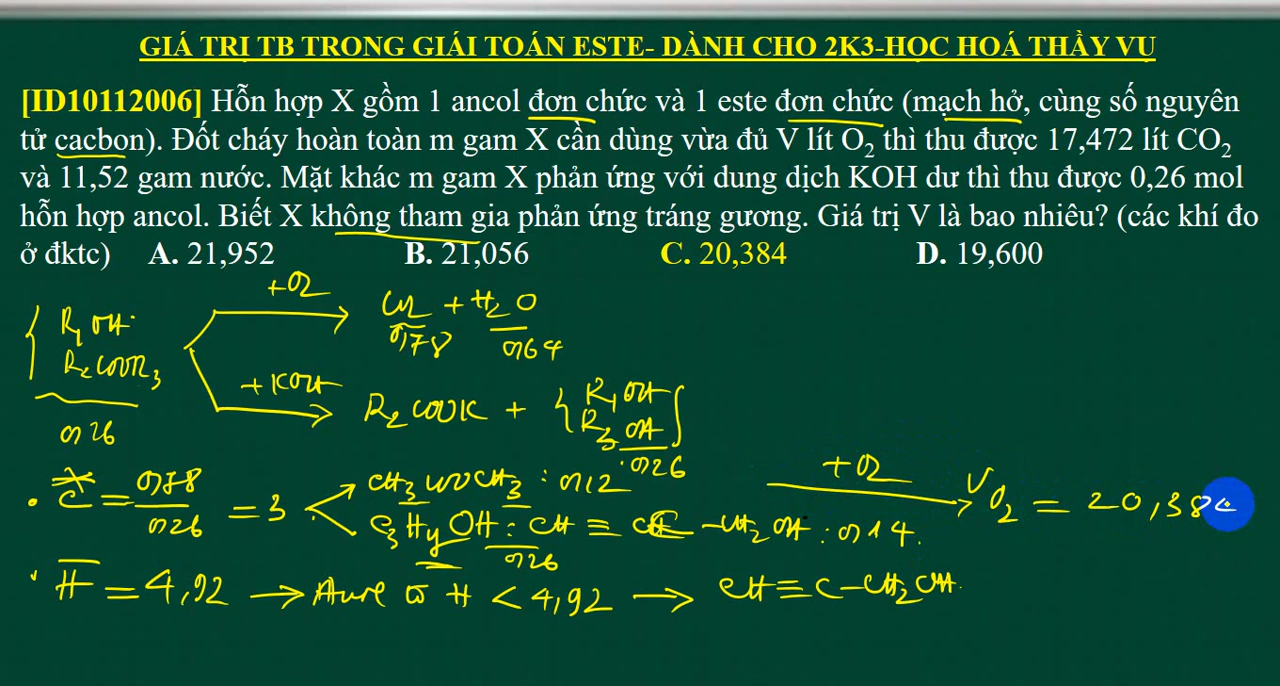 GIÁ TRỊ TB TRONG GIẢI TOÁN ESTE- DÀNH CHO 2K3-HỌC HOÁ THẦY VỤ
[ID10112006] Hỗn hợp X gồm 1 ancol đơn chức và 1 este đơn chức (mạch hở, cùng số nguyên
tử cacbon). Đốt cháy hoàn toàn m gam X cần dùng vừa đủ V lít O₂ thì thu được 17,472 lít CO₂
và 11,52 gam nước. Mặt khác m gam X phản ứng với dung dịch KOH dư thì thu được 0,26 mol
hỗn hợp ancol. Biết X không tham gia phản ứng tráng gương. Giá trị V là bao nhiêu? (các khí đo
ở đktc) A. 21,952 B. 21,056 C. 20,384 D. 19,600
+O2
R₁OH
R₂COOR₃
0,26
CO2 + H₂O
0,78 0,64
+KOH
R₂COOK + { R₁OH
R₃OH
0,26
C = 0,78 / 0,26 = 3
CH₃COOCH₃ : 0,12
C₃HyOH : CH ≡ C – CH₂OH : 0,14
0,26
+O2
V O₂ = 20,384
H = 4,92 → H < 4,92 → CH ≡ C – CH₂OH